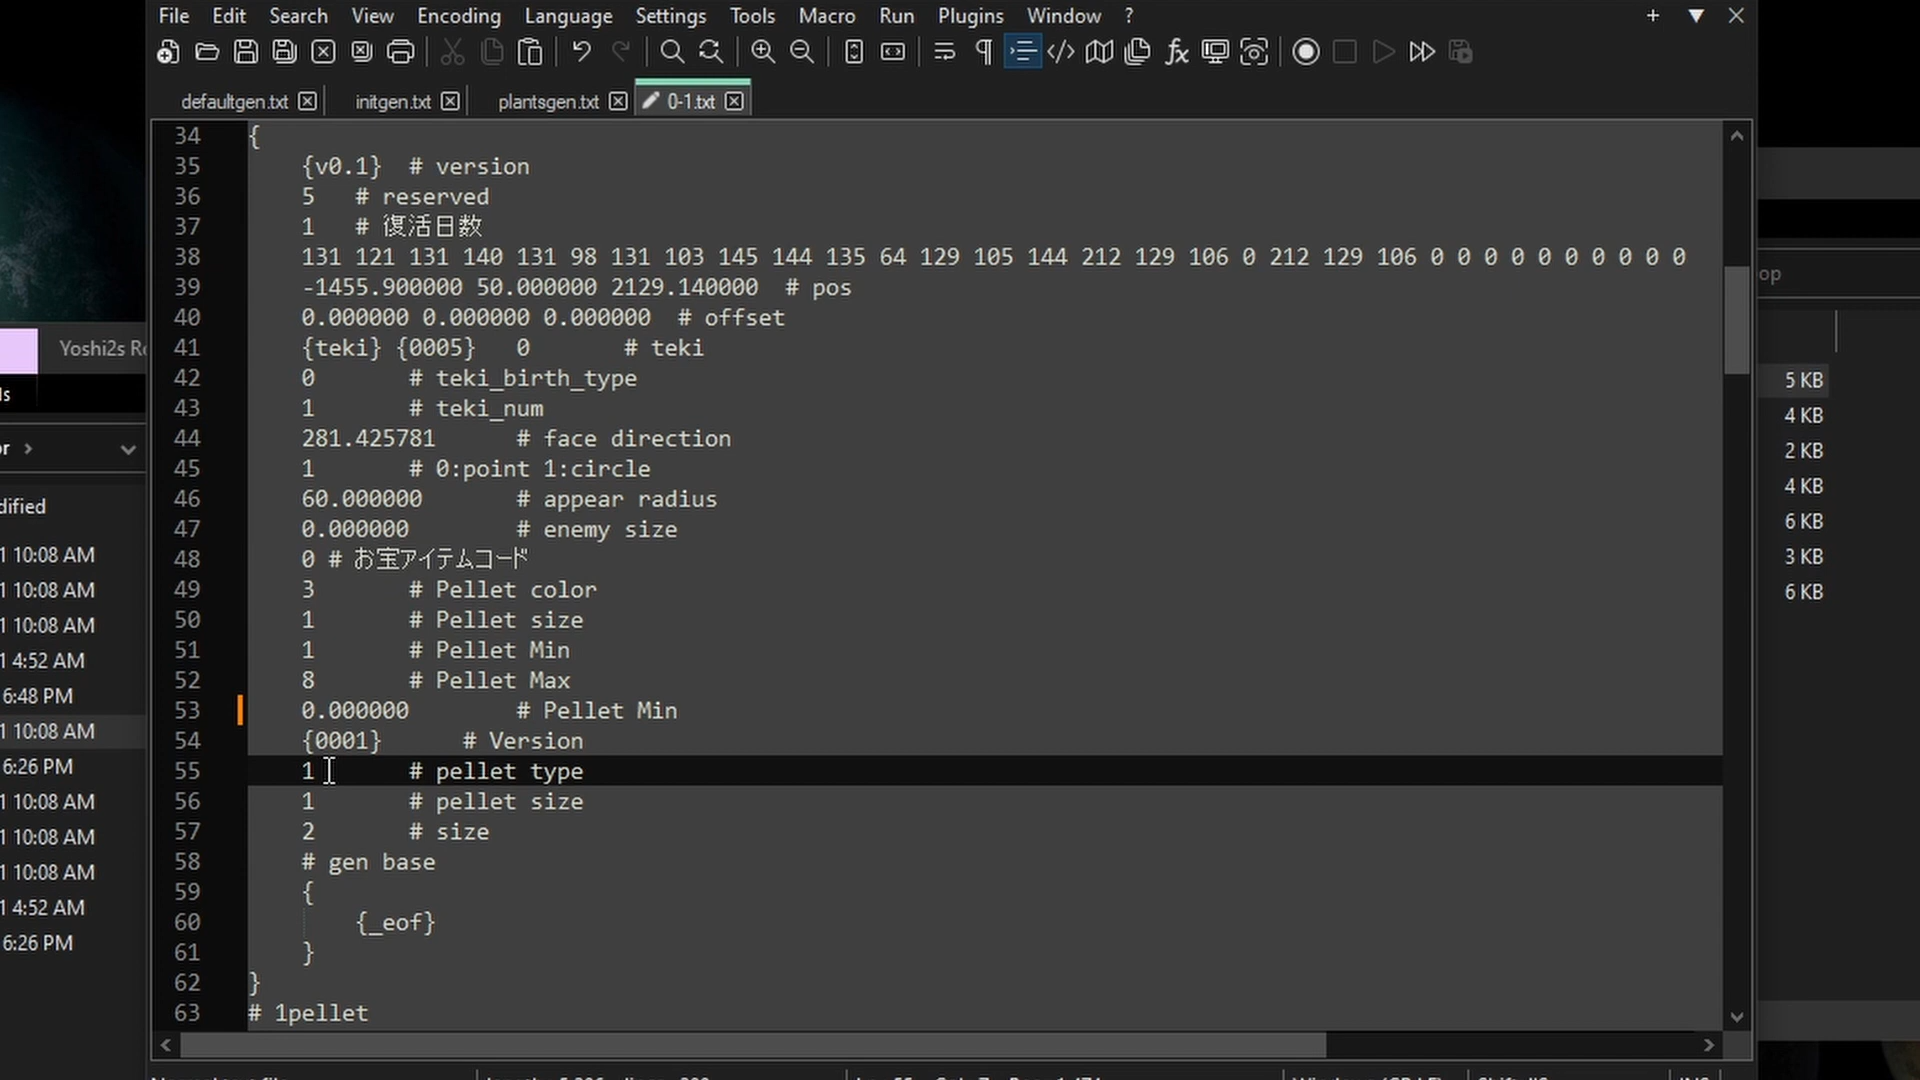 File Edit Search View Encoding Language Settings Tools Macro Run Plugins Window ?
defaultgen.txt initgen.txt plantsgen.txt 0-1.txt
34 {
35 {v0.1} # version
36 5 # reserved
37 1 # 復活日数
38 131 121 131 140 131 98 131 103 145 144 135 64 129 105 144 212 129 106 0 212 129 106 0 0 0 0 0 0 0 0 0 0
39 -1455.900000 50.000000 2129.140000 # pos
40 0.000000 0.000000 0.000000 # offset
41 {teki} {0005} 0 # teki
42 0 # teki_birth_type
43 1 # teki_num
44 281.425781 # face direction
45 1 # 0:point 1:circle
46 60.000000 # appear radius
47 0.000000 # enemy size
48 0 # お宝アイテムコード
49 3 # Pellet color
50 1 # Pellet size
51 1 # Pellet Min
52 8 # Pellet Max
53 0.000000 # Pellet Min
54 {0001} # Version
55 1 # pellet type
56 1 # pellet size
57 2 # size
58 # gen base
59 {
60 {_eof}
61 }
62 }
63 # 1pellet
Yoshi2s Ro
ls
or >
dified
1 10:08 AM
1 10:08 AM
1 10:08 AM
1 4:52 AM
6:48 PM
1 10:08 AM
6:26 PM
1 10:08 AM
1 10:08 AM
1 10:08 AM
1 4:52 AM
6:26 PM
op
5 KB
4 KB
2 KB
4 KB
6 KB
3 KB
6 KB